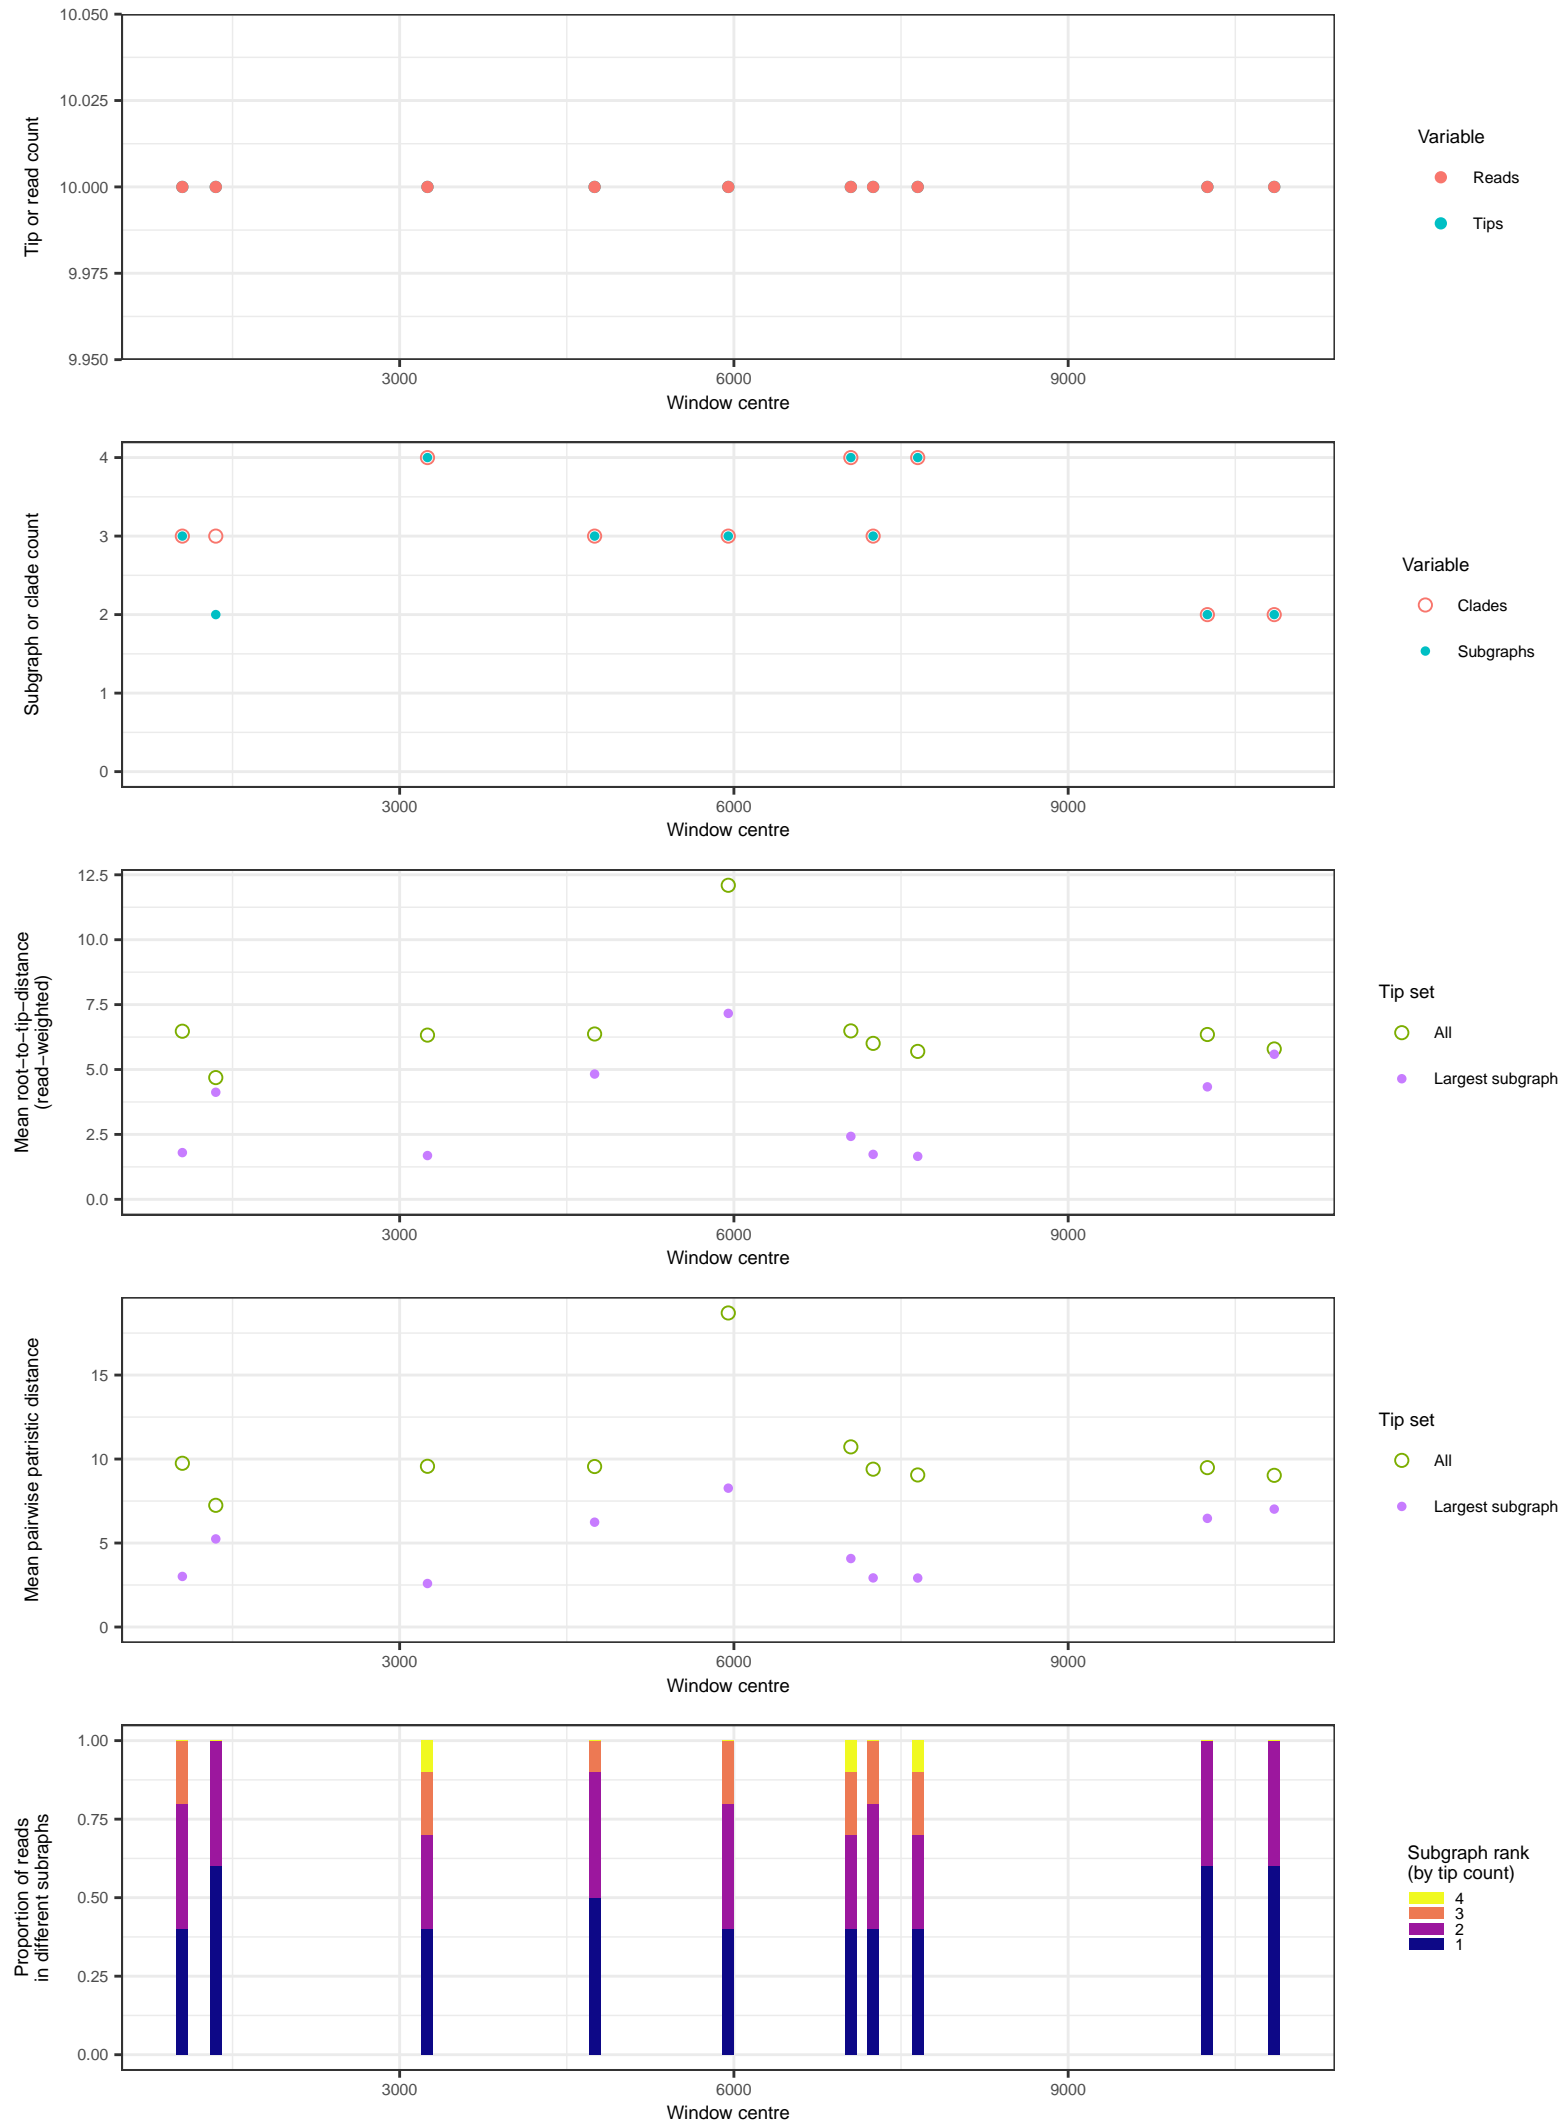 10.050
10.025
10.000
9.975
9.950
Tip or read count
3000
6000
9000
Window centre
Variable
Reads
Tips
4
3
2
1
0
Subgraph or clade count
3000
6000
9000
Window centre
Variable
Clades
Subgraphs
12.5
10.0
7.5
5.0
2.5
0.0
Mean root−to−tip−distance
(read−weighted)
3000
6000
9000
Window centre
Tip set
All
Largest subgraph
15
10
5
0
Mean pairwise patristic distance
3000
6000
9000
Window centre
Tip set
All
Largest subgraph
1.00
0.75
0.50
0.25
0.00
Proportion of reads
in different subraphs
3000
6000
9000
Window centre
Subgraph rank
(by tip count)
4
3
2
1